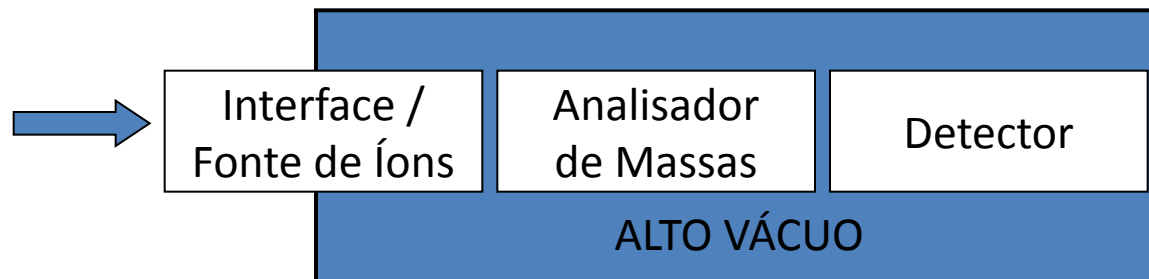 Interface /
Fonte de Íons
Analisador
de Massas
Detector
ALTO VÁCUO